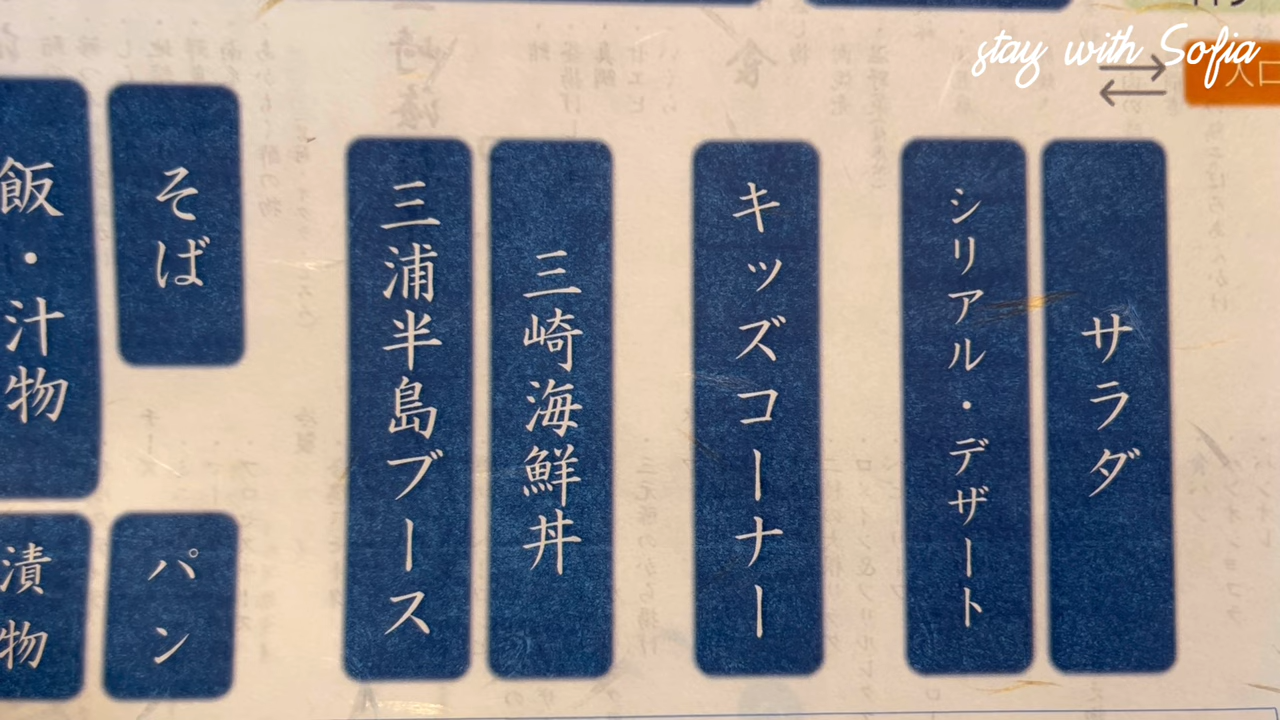 stay with Sofia
入口
サラダ
シリアル・デザート
キッズコーナー
三崎海鮮丼
三浦半島ブース
そば
パン
飯・汁物
漬物